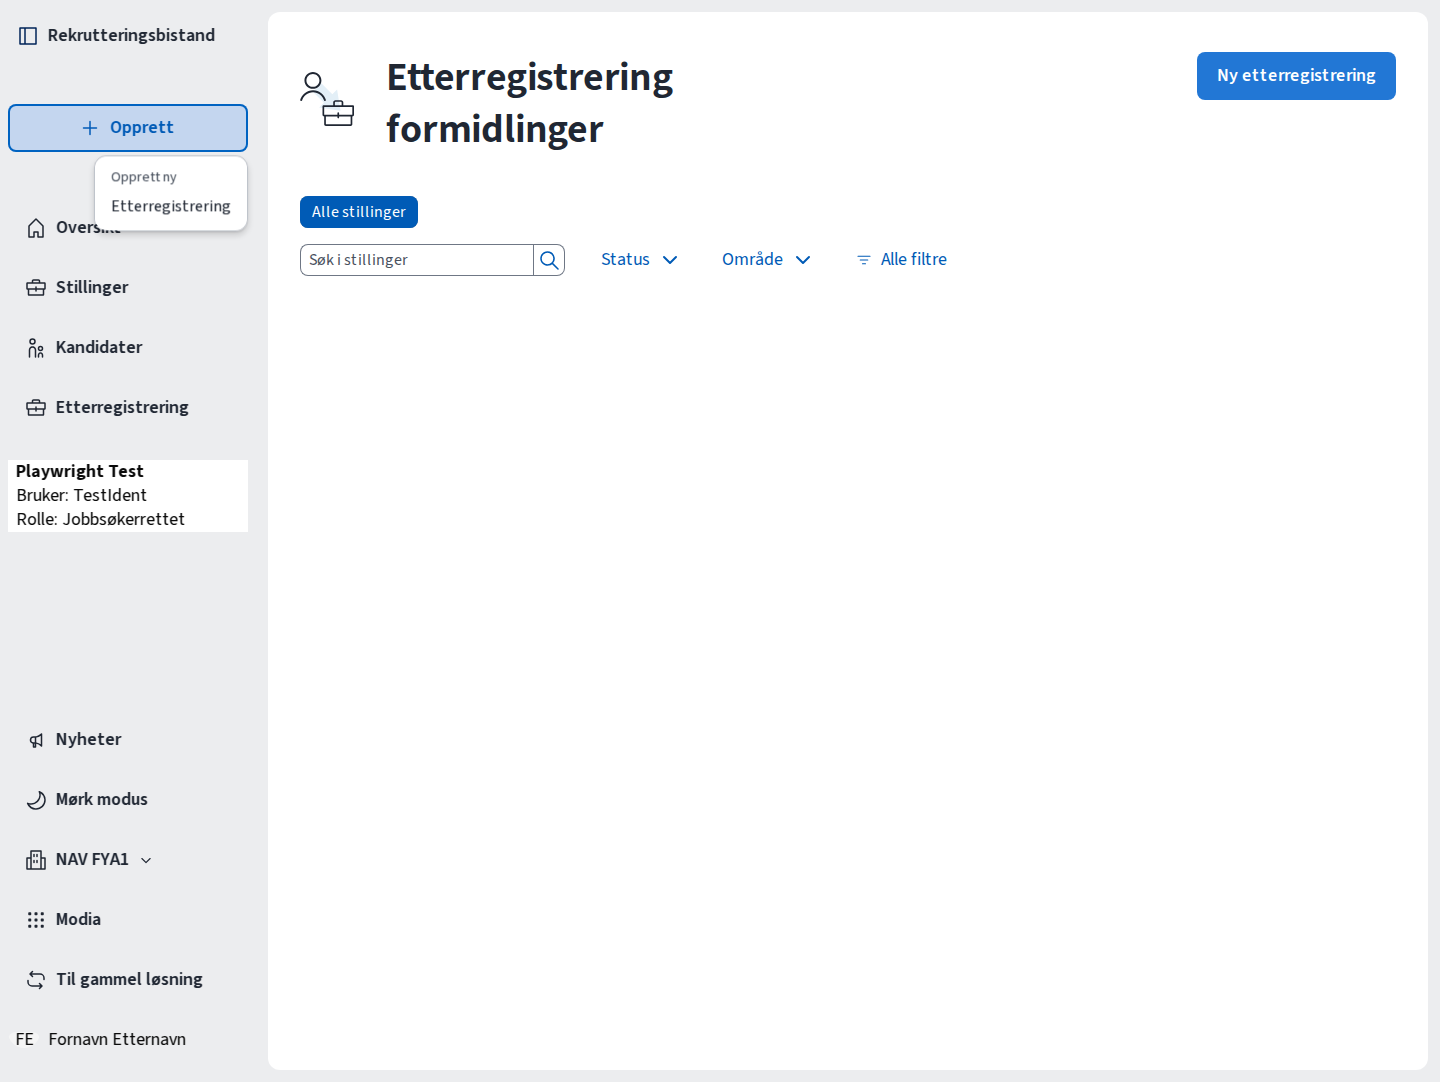 Rekrutteringsbistand
Opprett
Opprett ny
Etterregistrering
Oversikt
Stillinger
Kandidater
Etterregistrering
Playwright Test
Bruker: TestIdent
Rolle: Jobbsøkerrettet
Nyheter
Mørk modus
NAV FYA1
Modia
Til gammel løsning
FE Fornavn Etternavn
Etterregistrering
formidlinger
Ny etterregistrering
Alle stillinger
Søk i stillinger
Status
Område
Alle filtre